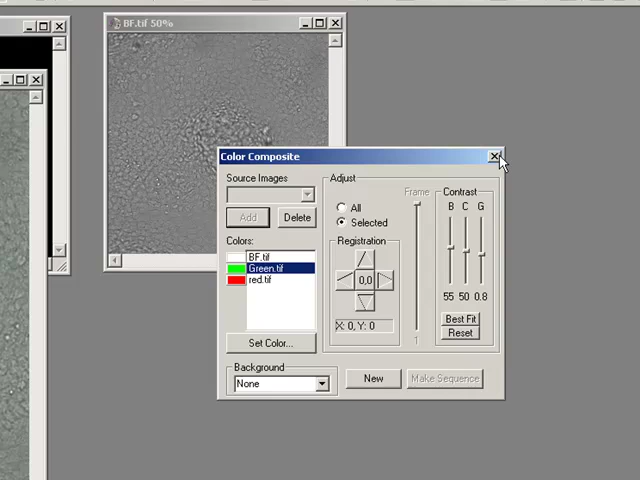 BF.tif 50%
Color Composite
Source Images
Add
Delete
Colors:
BF.tif
Green.tif
red.tif
Set Color...
Background
None
Adjust
All
Selected
Registration
0,0
X: 0, Y: 0
Frame
1
Contrast
B C G
55 50 0.8
Best Fit
Reset
New
Make Sequence